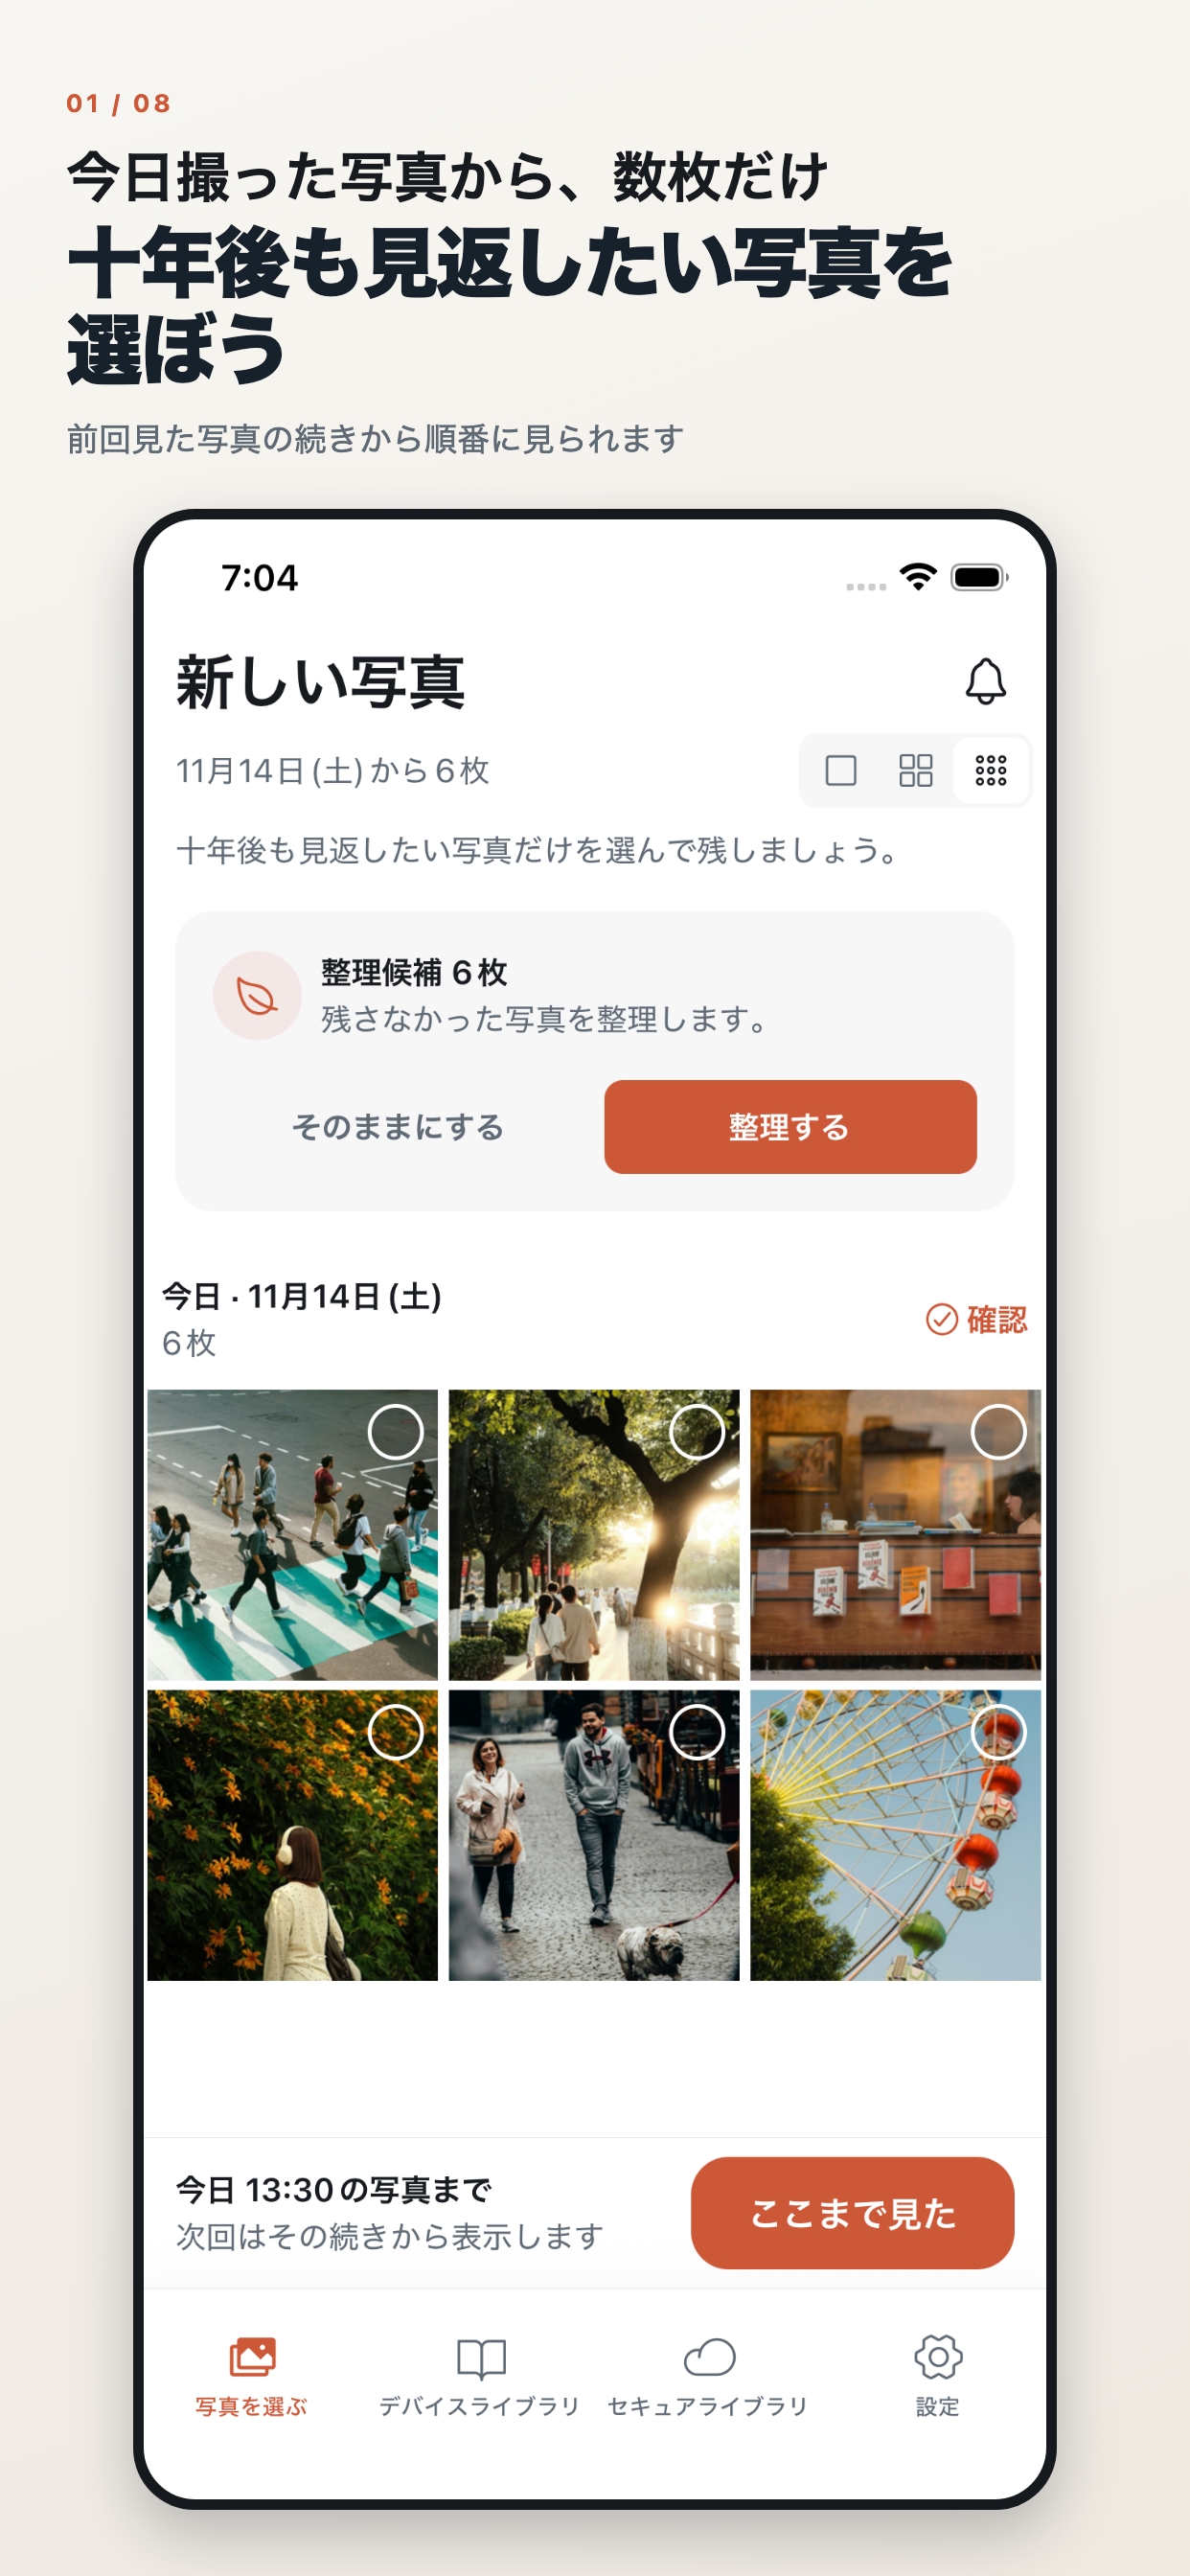 01 / 08
今日撮った写真から、数枚だけ
十年後も見返したい写真を
選ぼう
前回見た写真の続きから順番に見られます
7:04
新しい写真
11月14日(土)から6枚
十年後も見返したい写真だけを選んで残しましょう。
整理候補 6枚
残さなかった写真を整理します。
そのままにする
整理する
今日 · 11月14日(土)
6枚
確認
今日 13:30の写真まで
次回はその続きから表示します
ここまで見た
写真を選ぶ
デバイスライブラリ
セキュアライブラリ
設定